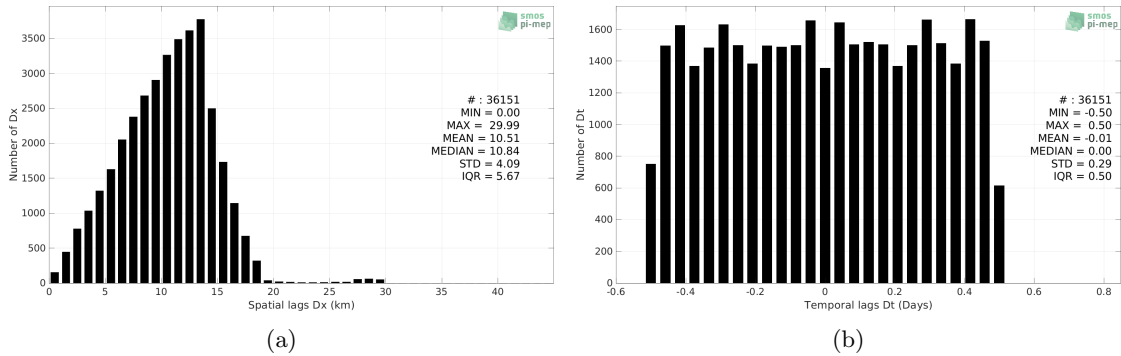 smos
pi-mep
3500
3000
2500
2000
1500
1000
500
0
Number of Dx
# : 36151
MIN = 0.00
MAX = 29.99
MEAN = 10.51
MEDIAN = 10.84
STD = 4.09
IQR = 5.67
0 5 10 15 20 25 30 35 40
Spatial lags Dx (km)
(a)
smos
pi-mep
1600
1400
1200
1000
800
600
400
200
0
Number of Dt
# : 36151
MIN = -0.50
MAX = 0.50
MEAN = -0.01
MEDIAN = 0.00
STD = 0.29
IQR = 0.50
-0.6 -0.4 -0.2 0 0.2 0.4 0.6 0.8
Temporal lags Dt (Days)
(b)